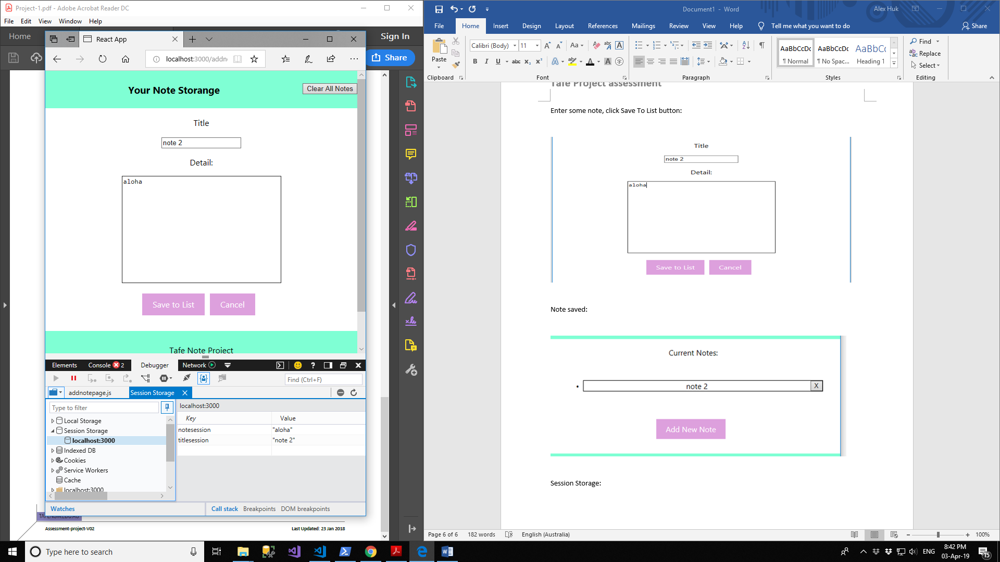 Project-1.pdf - Adobe Acrobat Reader DC
File Edit View Window Help
Home
Sign In
Share
React App
localhost:3000/addn
Your Note Storange
Clear All Notes
Title
note 2
Detail:
aloha
Save to List
Cancel
Tafe Note Project
Elements Console 2 Debugger Network
Find (Ctrl+F)
addnotepage.js
Session Storage
Type to filter
localhost:3000
Local Storage
Session Storage
localhost:3000
Indexed DB
Cookies
Service Workers
Cache
localhost:3000
Key Value
notesession "aloha"
titlesession "note 2"
Watches
Call stack Breakpoints DOM breakpoints
TAFENSW.EDU.AU
Assessment-project-V02
Last Updated: 23 Jan 2018
Document1 - Word
Alex Huk
File Home Insert Design Layout References Mailings Review View Help Tell me what you want to do Share
Paste
Clipboard
Calibri (Body) 11
Font
Paragraph
AaBbCcDc AaBbCcDc AaBbCc
¶ Normal ¶ No Spac... Heading 1
Styles
Find
Replace
Select
Editing
Tafe Project assessment
Enter some note, click Save To List button:
Title
note 2
Detail:
aloha
Save to List
Cancel
Note saved:
Current Notes:
• note 2 X
Add New Note
Session Storage:
Page 6 of 6 182 words English (Australia) 100%
Type here to search
ENG
8:42 PM
03-Apr-19
15